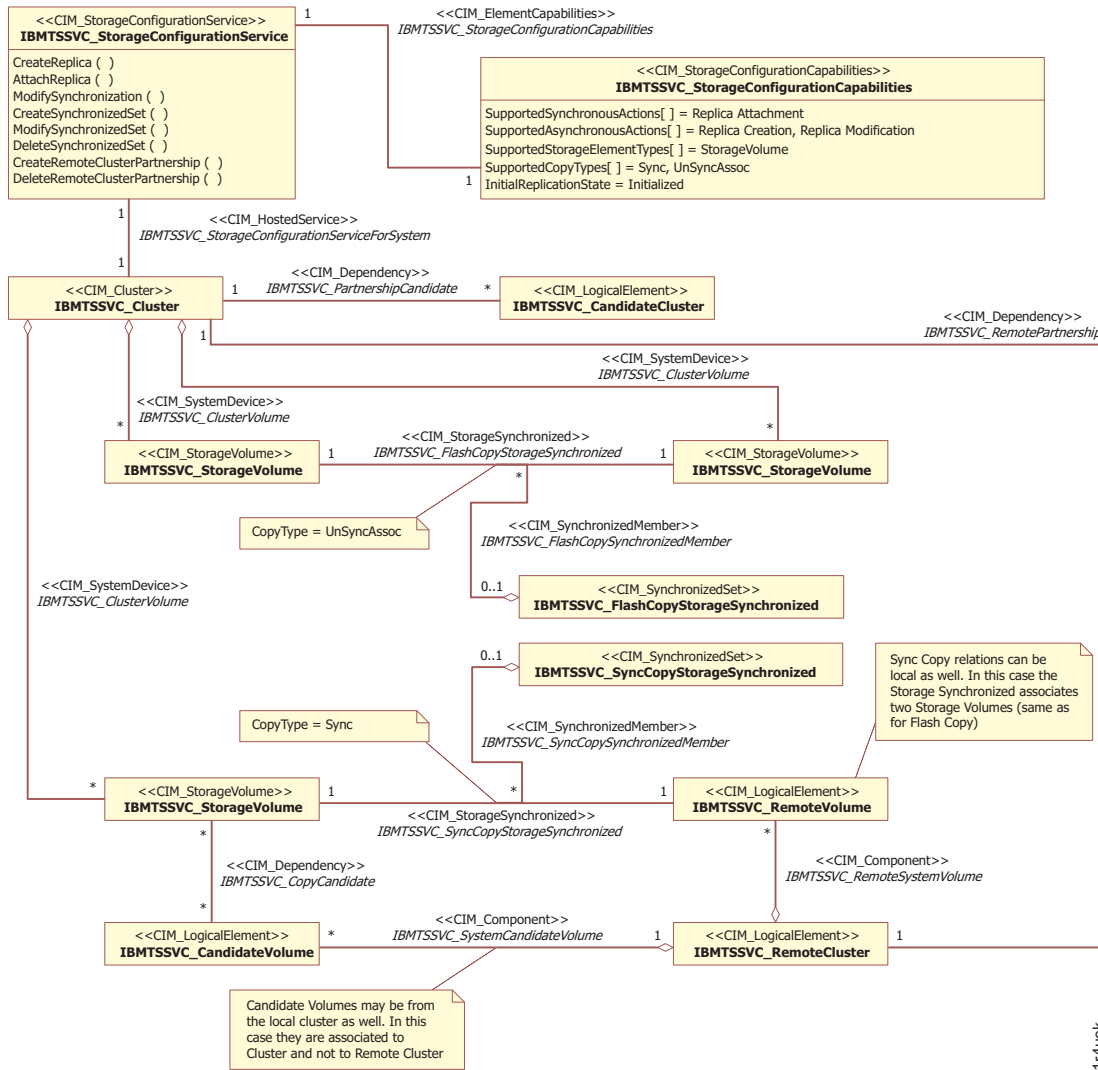 <<CIM_StorageConfigurationService>>
IBMTSSVC_StorageConfigurationService
CreateReplica ( )
AttachReplica ( )
ModifySynchronization ( )
CreateSynchronizedSet ( )
ModifySynchronizedSet ( )
DeleteSynchronizedSet ( )
CreateRemoteClusterPartnership ( )
DeleteRemoteClusterPartnership ( )
1
<<CIM_ElementCapabilities>>
IBMTSSVC_StorageConfigurationCapabilities
<<CIM_StorageConfigurationCapabilities>>
IBMTSSVC_StorageConfigurationCapabilities
SupportedSynchronousActions[ ] = Replica Attachment
SupportedAsynchronousActions[ ] = Replica Creation, Replica Modification
SupportedStorageElementTypes[ ] = StorageVolume
SupportedCopyTypes[ ] = Sync, UnSyncAssoc
InitialReplicationState = Initialized
1
1
<<CIM_HostedService>>
IBMTSSVC_StorageConfigurationServiceForSystem
1
<<CIM_Cluster>>
IBMTSSVC_Cluster
1
<<CIM_Dependency>>
IBMTSSVC_PartnershipCandidate
*
<<CIM_LogicalElement>>
IBMTSSVC_CandidateCluster
1
<<CIM_Dependency>>
IBMTSSVC_RemotePartnership
<<CIM_SystemDevice>>
IBMTSSVC_ClusterVolume
<<CIM_SystemDevice>>
IBMTSSVC_ClusterVolume
*
*
<<CIM_StorageVolume>>
IBMTSSVC_StorageVolume
1
<<CIM_StorageSynchronized>>
IBMTSSVC_FlashCopyStorageSynchronized
1
*
<<CIM_StorageVolume>>
IBMTSSVC_StorageVolume
CopyType = UnSyncAssoc
<<CIM_SynchronizedMember>>
IBMTSSVC_FlashCopySynchronizedMember
<<CIM_SystemDevice>>
IBMTSSVC_ClusterVolume
0..1
<<CIM_SynchronizedSet>>
IBMTSSVC_FlashCopyStorageSynchronized
0..1
<<CIM_SynchronizedSet>>
IBMTSSVC_SyncCopyStorageSynchronized
Sync Copy relations can be
local as well. In this case the
Storage Synchronized associates
two Storage Volumes (same as
for Flash Copy)
CopyType = Sync
<<CIM_SynchronizedMember>>
IBMTSSVC_SyncCopySynchronizedMember
*
<<CIM_StorageVolume>>
IBMTSSVC_StorageVolume
1
*
1
<<CIM_StorageSynchronized>>
IBMTSSVC_SyncCopyStorageSynchronized
<<CIM_LogicalElement>>
IBMTSSVC_RemoteVolume
*
<<CIM_Dependency>>
IBMTSSVC_CopyCandidate
*
*
<<CIM_Component>>
IBMTSSVC_RemoteSystemVolume
<<CIM_LogicalElement>>
IBMTSSVC_CandidateVolume
*
<<CIM_Component>>
IBMTSSVC_SystemCandidateVolume
1
<<CIM_LogicalElement>>
IBMTSSVC_RemoteCluster
1
Candidate Volumes may be from
the local cluster as well. In this
case they are associated to
Cluster and not to Remote Cluster